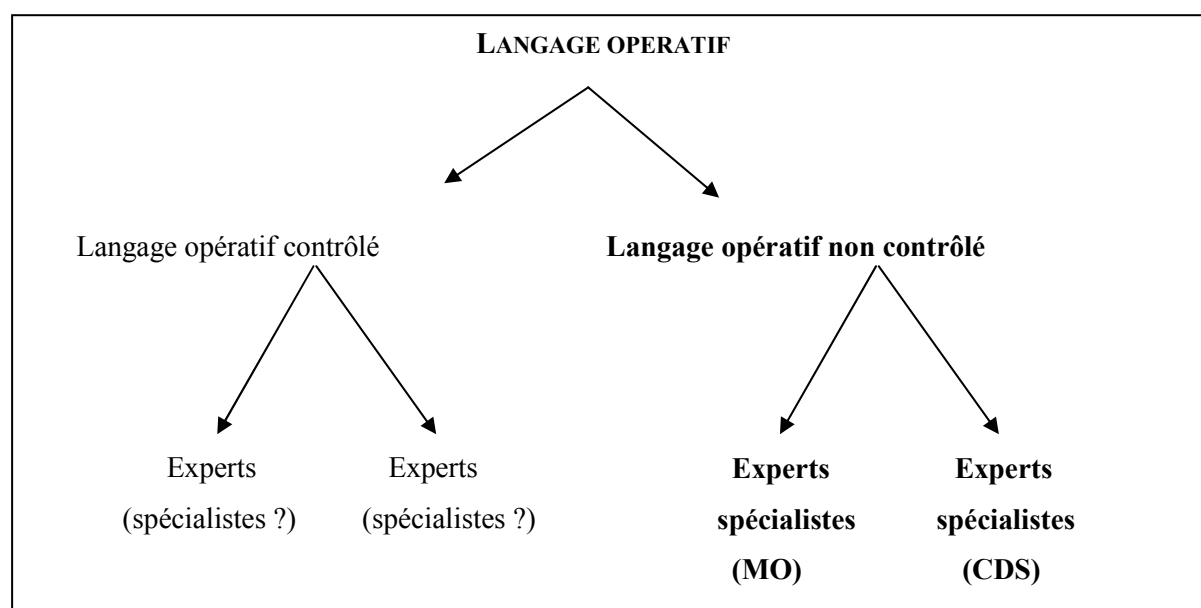 LANGAGE OPERATIF
Langage opératif contrôlé
Langage opératif non contrôlé
Experts
(spécialistes ?)
Experts
(spécialistes ?)
Experts
spécialistes
(MO)
Experts
spécialistes
(CDS)